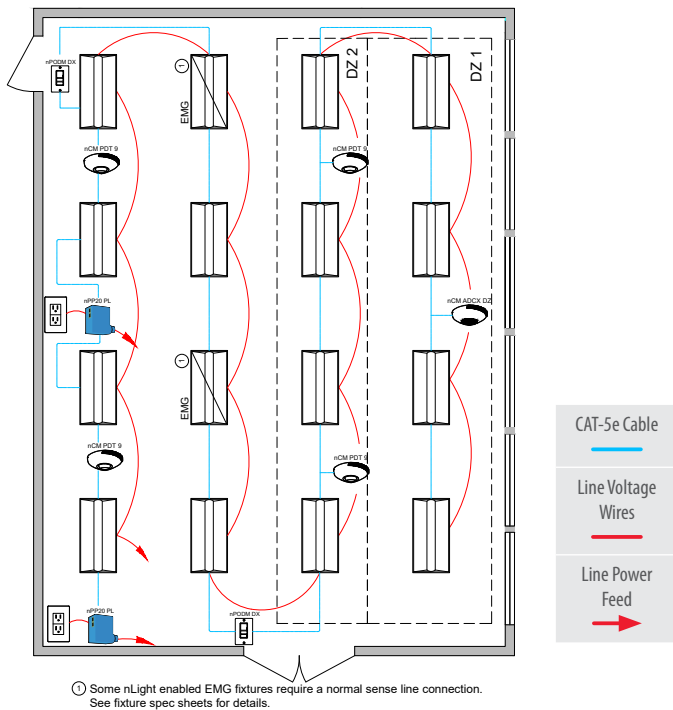 nPODM DX
①
EMG
DZ 2
DZ 1
nCM PDT 9
nCM PDT 9
nPP20 PL
nCM ADCX DZ
①
EMG
nCM PDT 9
nCM PDT 9
nPP20 PL
nPODM DX
CAT-5e Cable
Line Voltage
Wires
Line Power
Feed
① Some nLight enabled EMG fixtures require a normal sense line connection.
See fixture spec sheets for details.